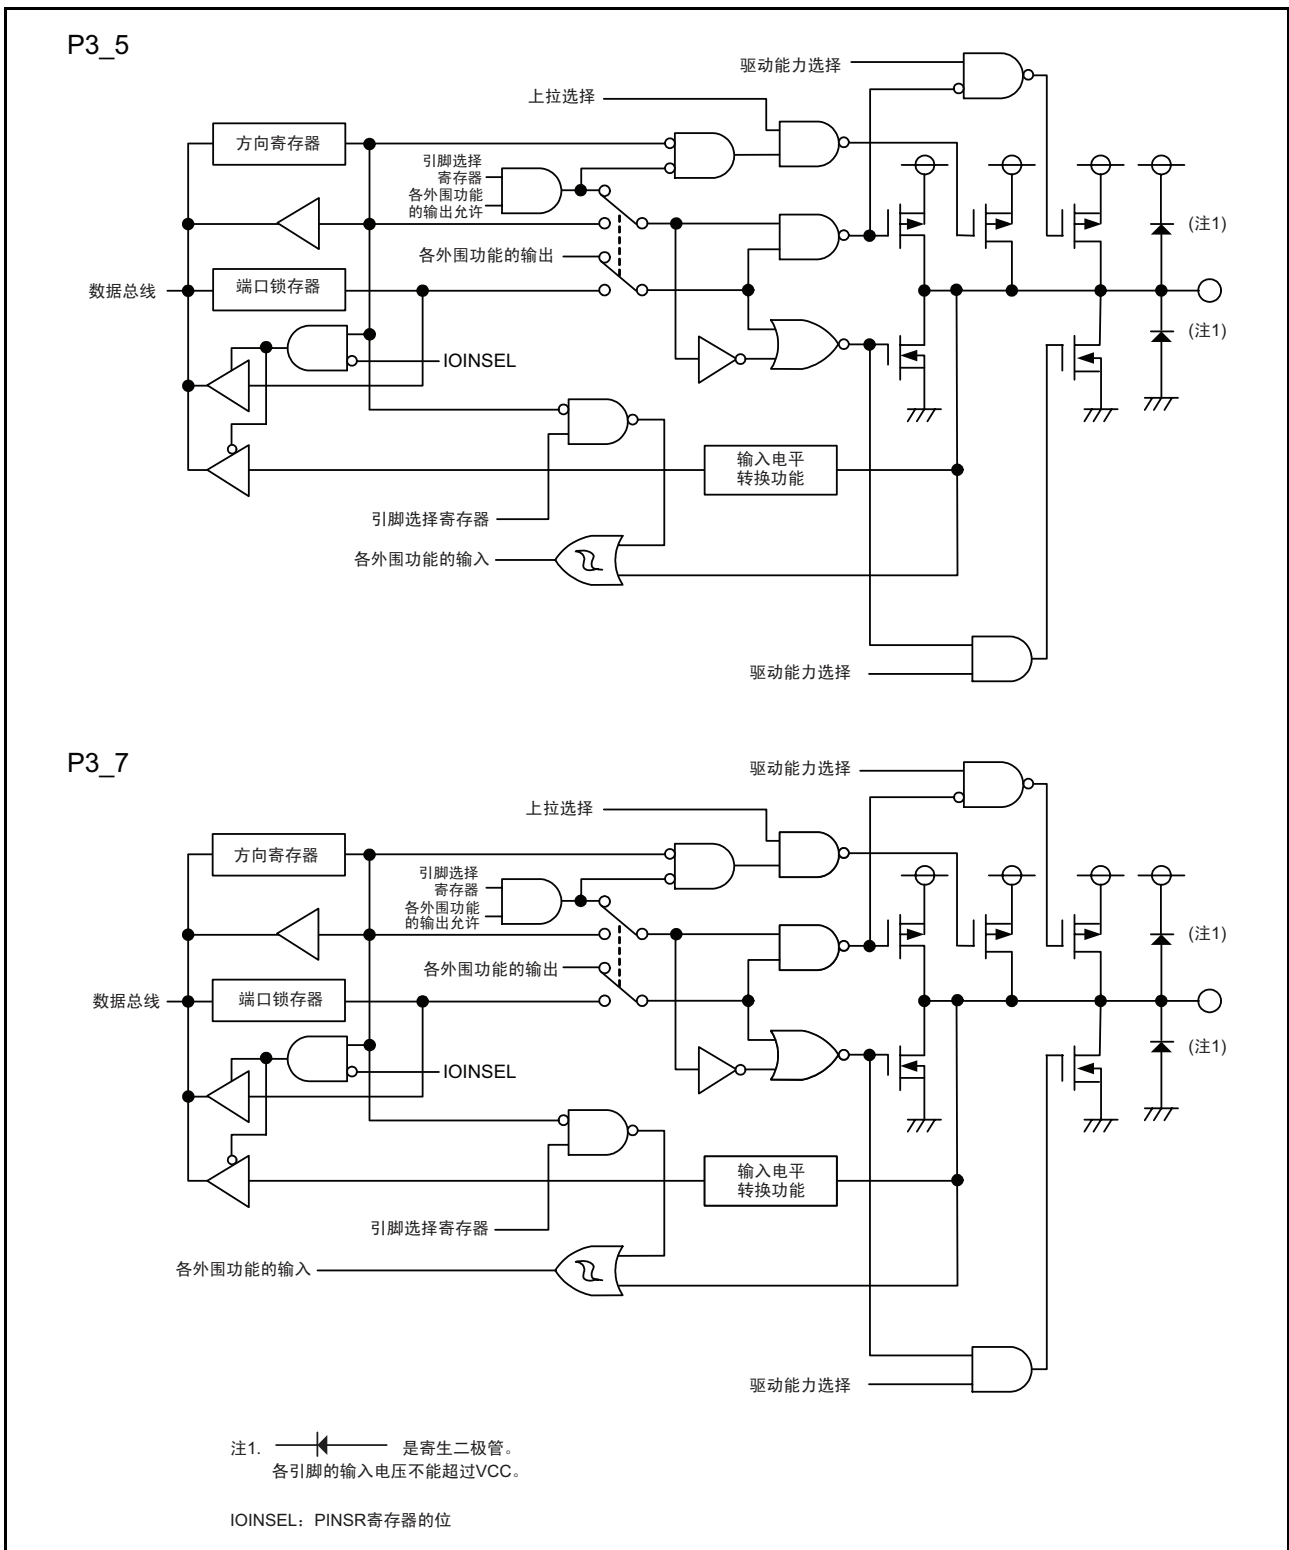 P3_5
驱动能力选择
上拉选择
方向寄存器
引脚选择
寄存器
各外围功能
的输出允许
(注1)
各外围功能的输出
数据总线
端口锁存器
(注1)
IOINSEL
输入电平
转换功能
引脚选择寄存器
各外围功能的输入
驱动能力选择
P3_7
驱动能力选择
上拉选择
方向寄存器
引脚选择
寄存器
各外围功能
的输出允许
(注1)
各外围功能的输出
数据总线
端口锁存器
(注1)
IOINSEL
输入电平
转换功能
引脚选择寄存器
各外围功能的输入
驱动能力选择
注1. 是寄生二极管。
各引脚的输入电压不能超过VCC。
IOINSEL：PINSR寄存器的位